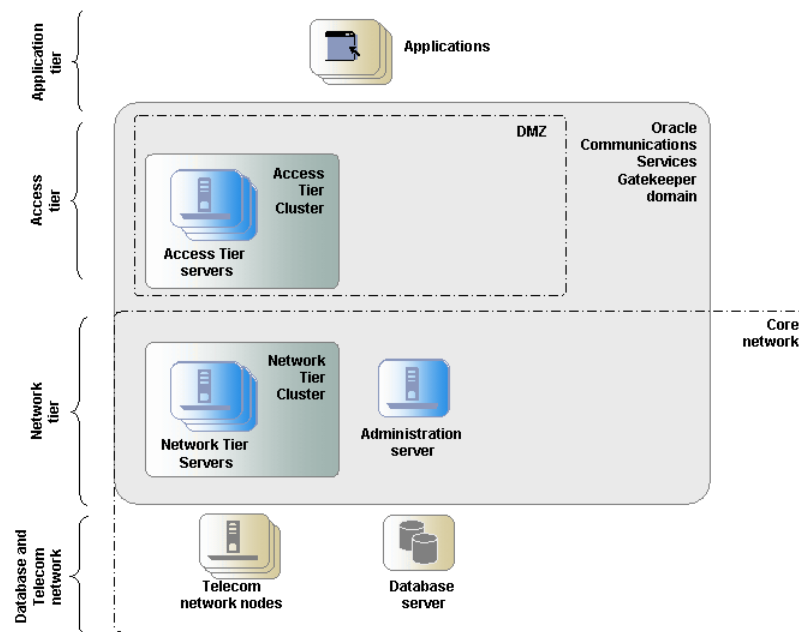 Application
tier
Applications
Access
tier
DMZ
Oracle
Communications
Services
Gatekeeper
domain
Access
Tier
Cluster
Access Tier
servers
Core
network
Network
tier
Network
Tier
Cluster
Network Tier
Servers
Administration
server
Database and
Telecom
network
Telecom
network nodes
Database
server